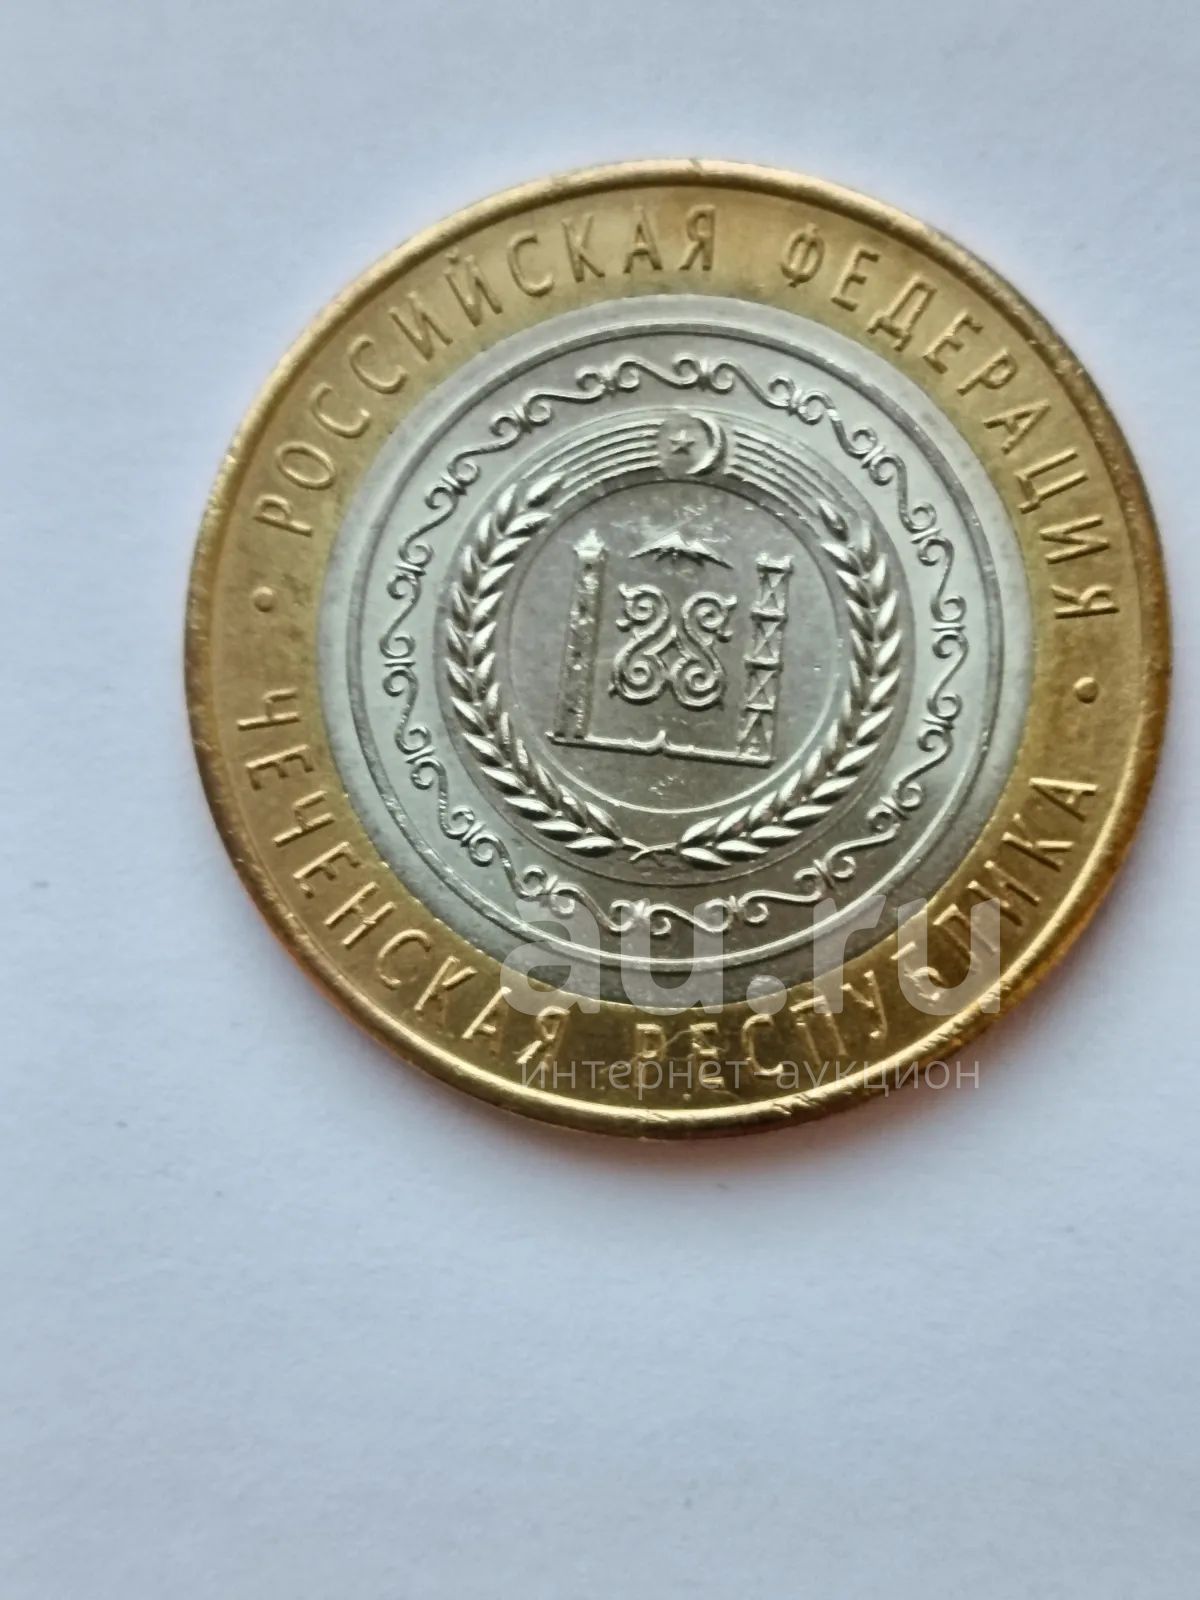 РОССИЙСКАЯ ФЕДЕРАЦИЯ
ЧЕЧЕНСКАЯ РЕСПУБЛИКА
au.ru
интернет аукцион